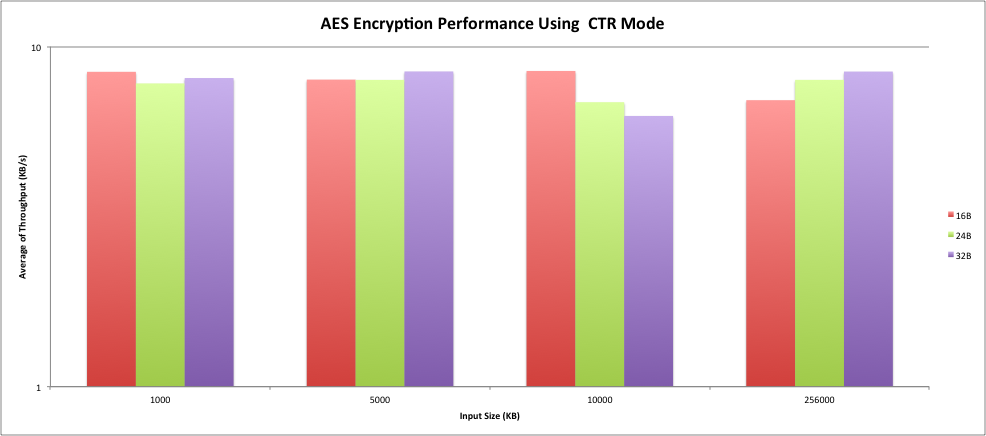 AES Encryption Performance Using CTR Mode
10
1
Average of Throughput (KB/s)
1000
5000
10000
256000
Input Size (KB)
16B
24B
32B